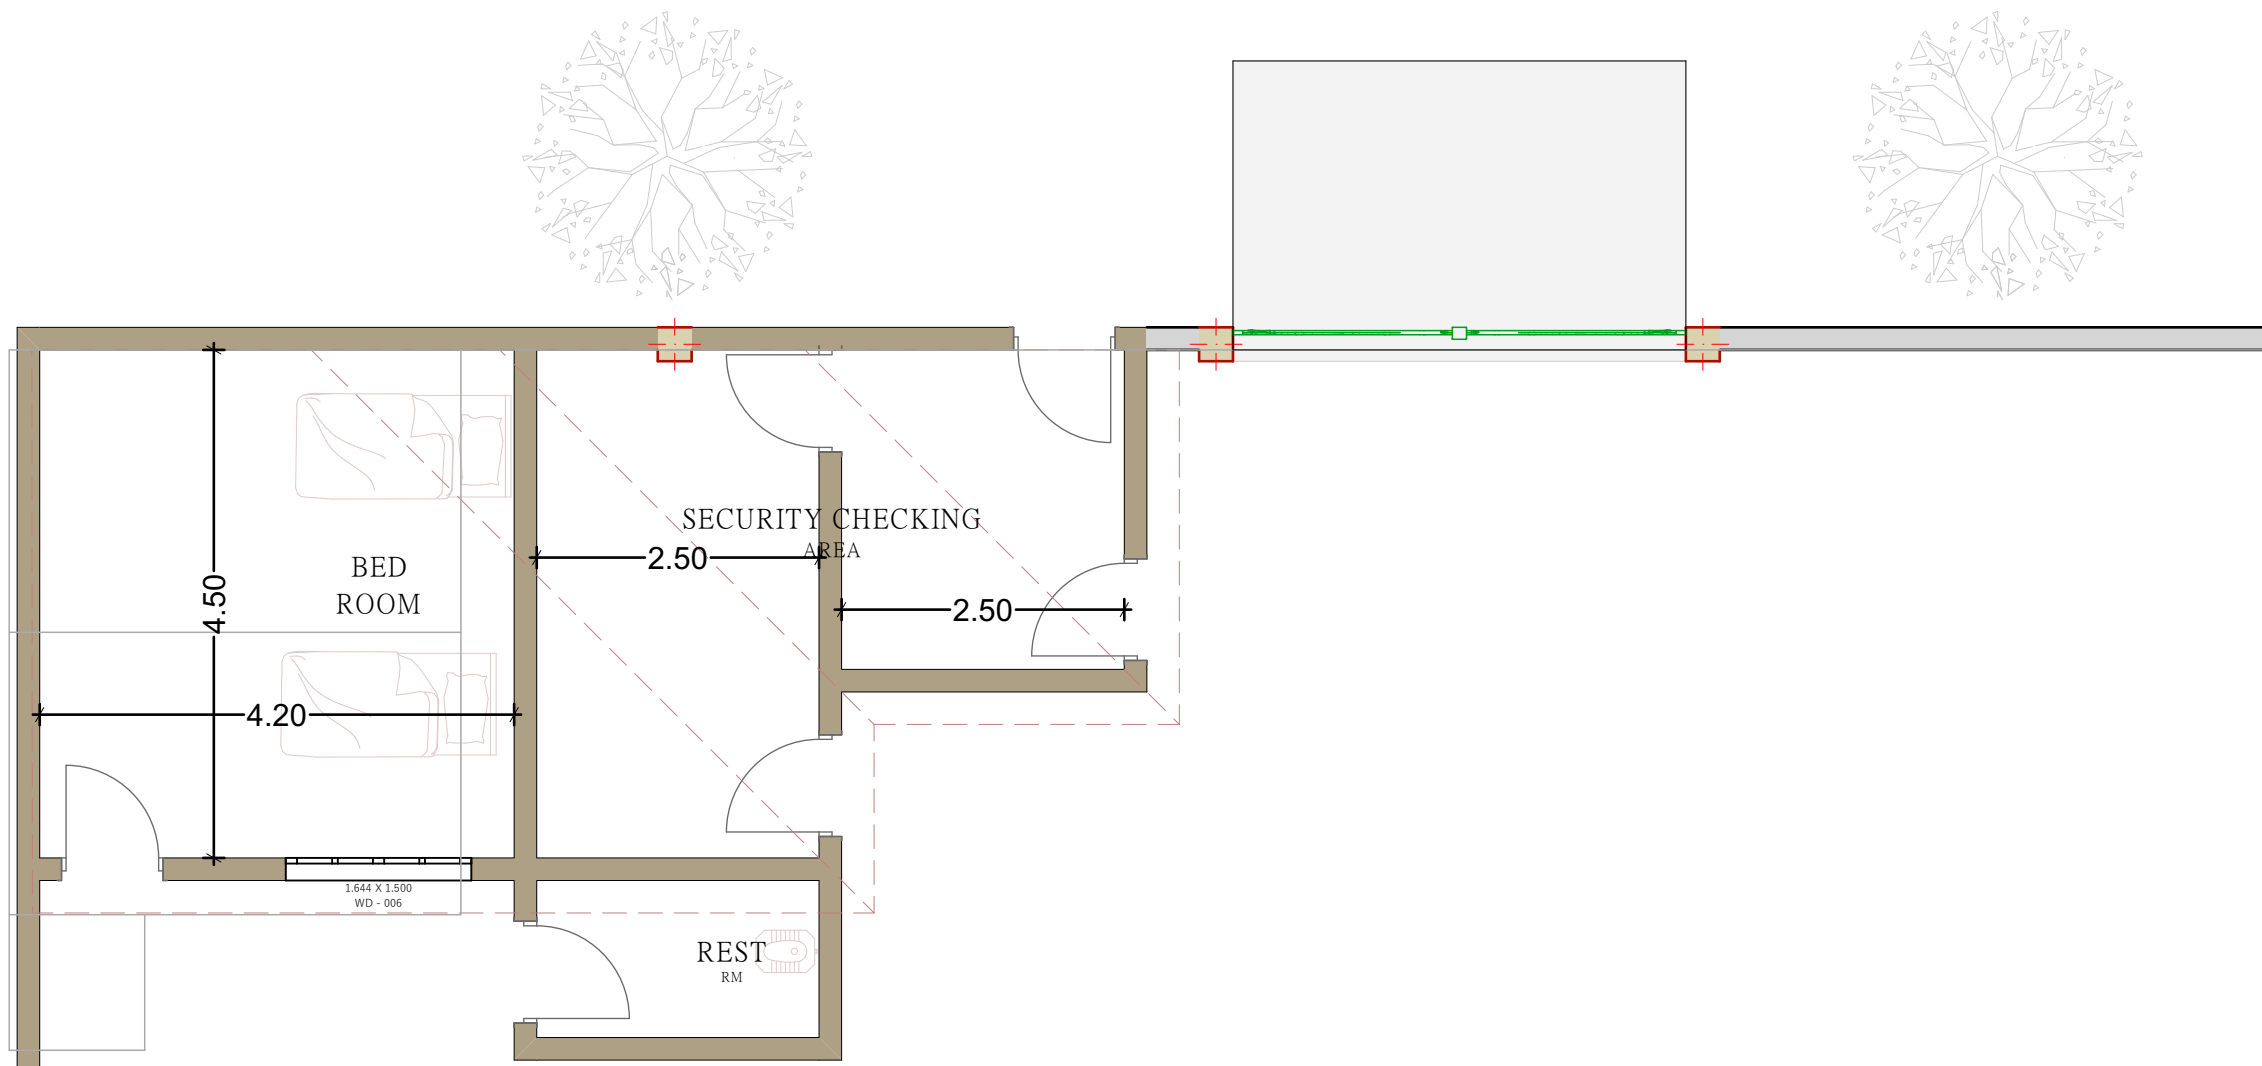 SECURITY CHECKING
AREA
2.50
BED
ROOM
4.50
2.50
4.20
1.644 X 1.500
WD - 006
REST
RM